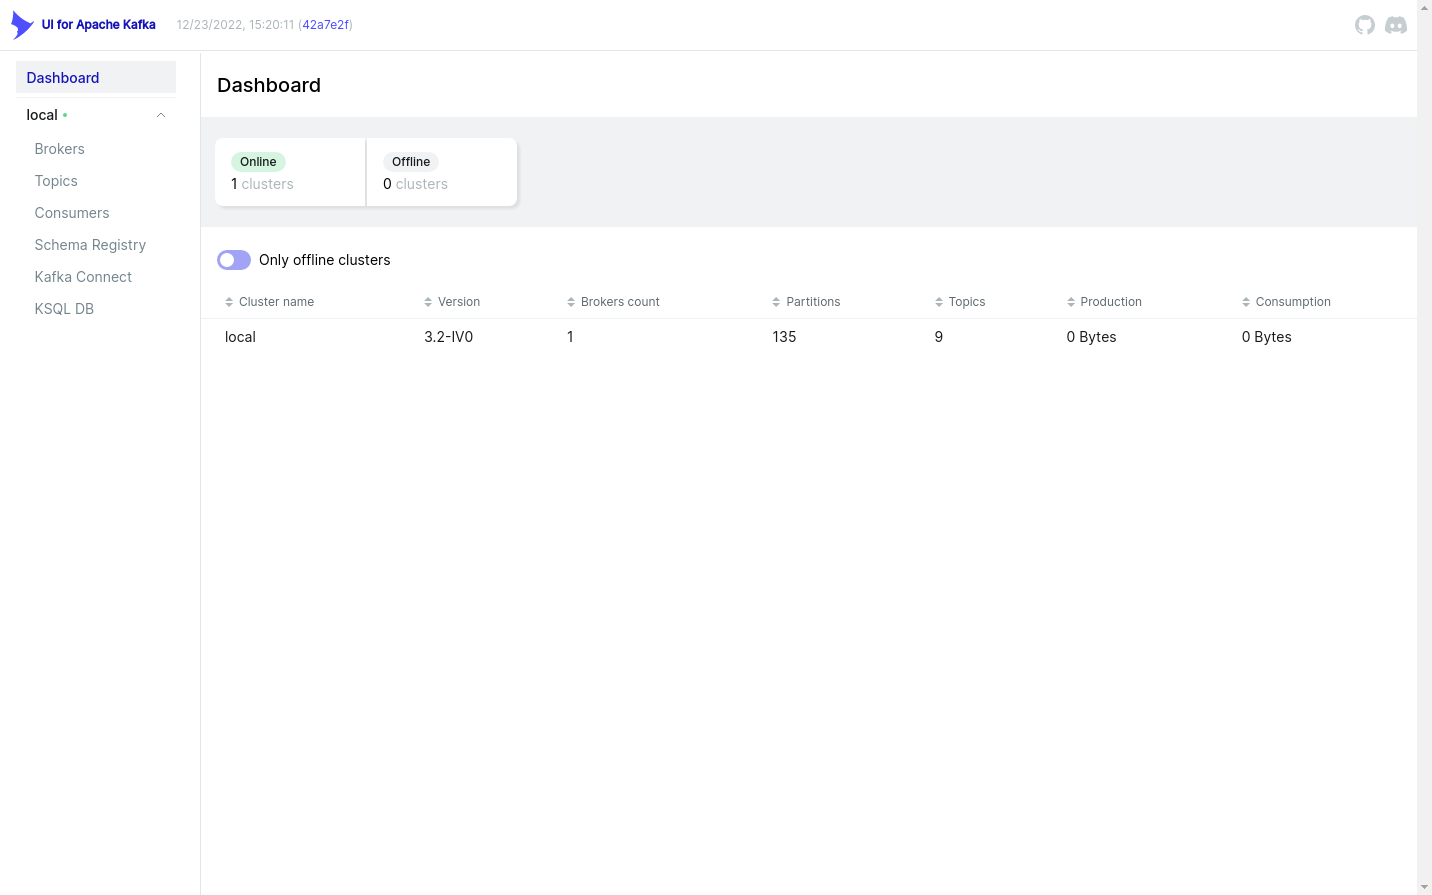 UI for Apache Kafka 12/23/2022, 15:20:11 (42a7e2f)
Dashboard
local
Brokers
Topics
Consumers
Schema Registry
Kafka Connect
KSQL DB
Dashboard
Online Offline
1 clusters 0 clusters
Only offline clusters
Cluster name Version Brokers count Partitions Topics Production Consumption
local 3.2-IV0 1 135 9 0 Bytes 0 Bytes